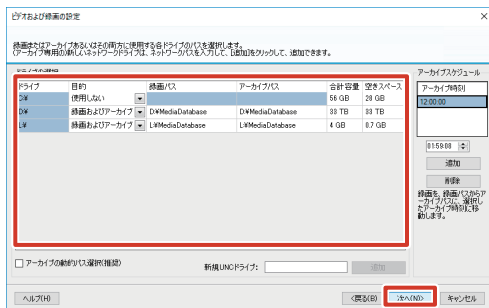 ビデオおよび録画の設定
録画またはアーカイブあるいはその両方に使用する各ドライブのパスを選択します。
(アーカイブ専用の新しいネットワークドライブは、ネットワークパスを入力して、[追加]をクリックして、追加できます。
ドライブの選択
ドライブ 目的 録画パス アーカイブパス 合計容量 空きスペース
C¥ 使用しない 56 GB 28 GB
D¥ 録画およびアーカイブ D:¥MediaDatabase D:¥MediaDatabase 33 TB 33 TB
L¥ 録画およびアーカイブ L:¥MediaDatabase L:¥MediaDatabase 4 GB 8.7 GB
アーカイブスケジュール
アーカイブ時刻
12:00:00
01:59:08
追加
削除
録画を、録画パスからア
ーカイブパスに、選択し
たアーカイブ時刻に移
動します。
アーカイブの動的パス選択(推奨)
新規UNCドライブ: 追加
ヘルプ(H) <戻る(B) 次へ(N)> キャンセル